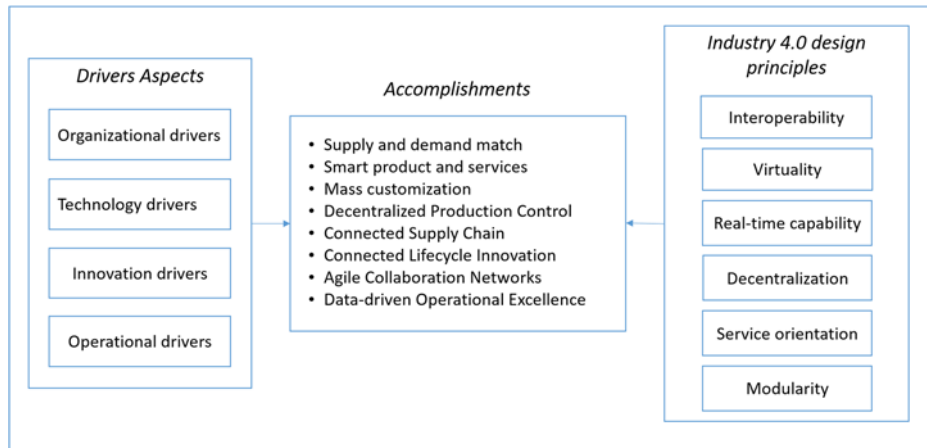 Drivers Aspects
Organizational drivers
Technology drivers
Innovation drivers
Operational drivers
Accomplishments
• Supply and demand match
• Smart product and services
• Mass customization
• Decentralized Production Control
• Connected Supply Chain
• Connected Lifecycle Innovation
• Agile Collaboration Networks
• Data-driven Operational Excellence
Industry 4.0 design
principles
Interoperability
Virtuality
Real-time capability
Decentralization
Service orientation
Modularity